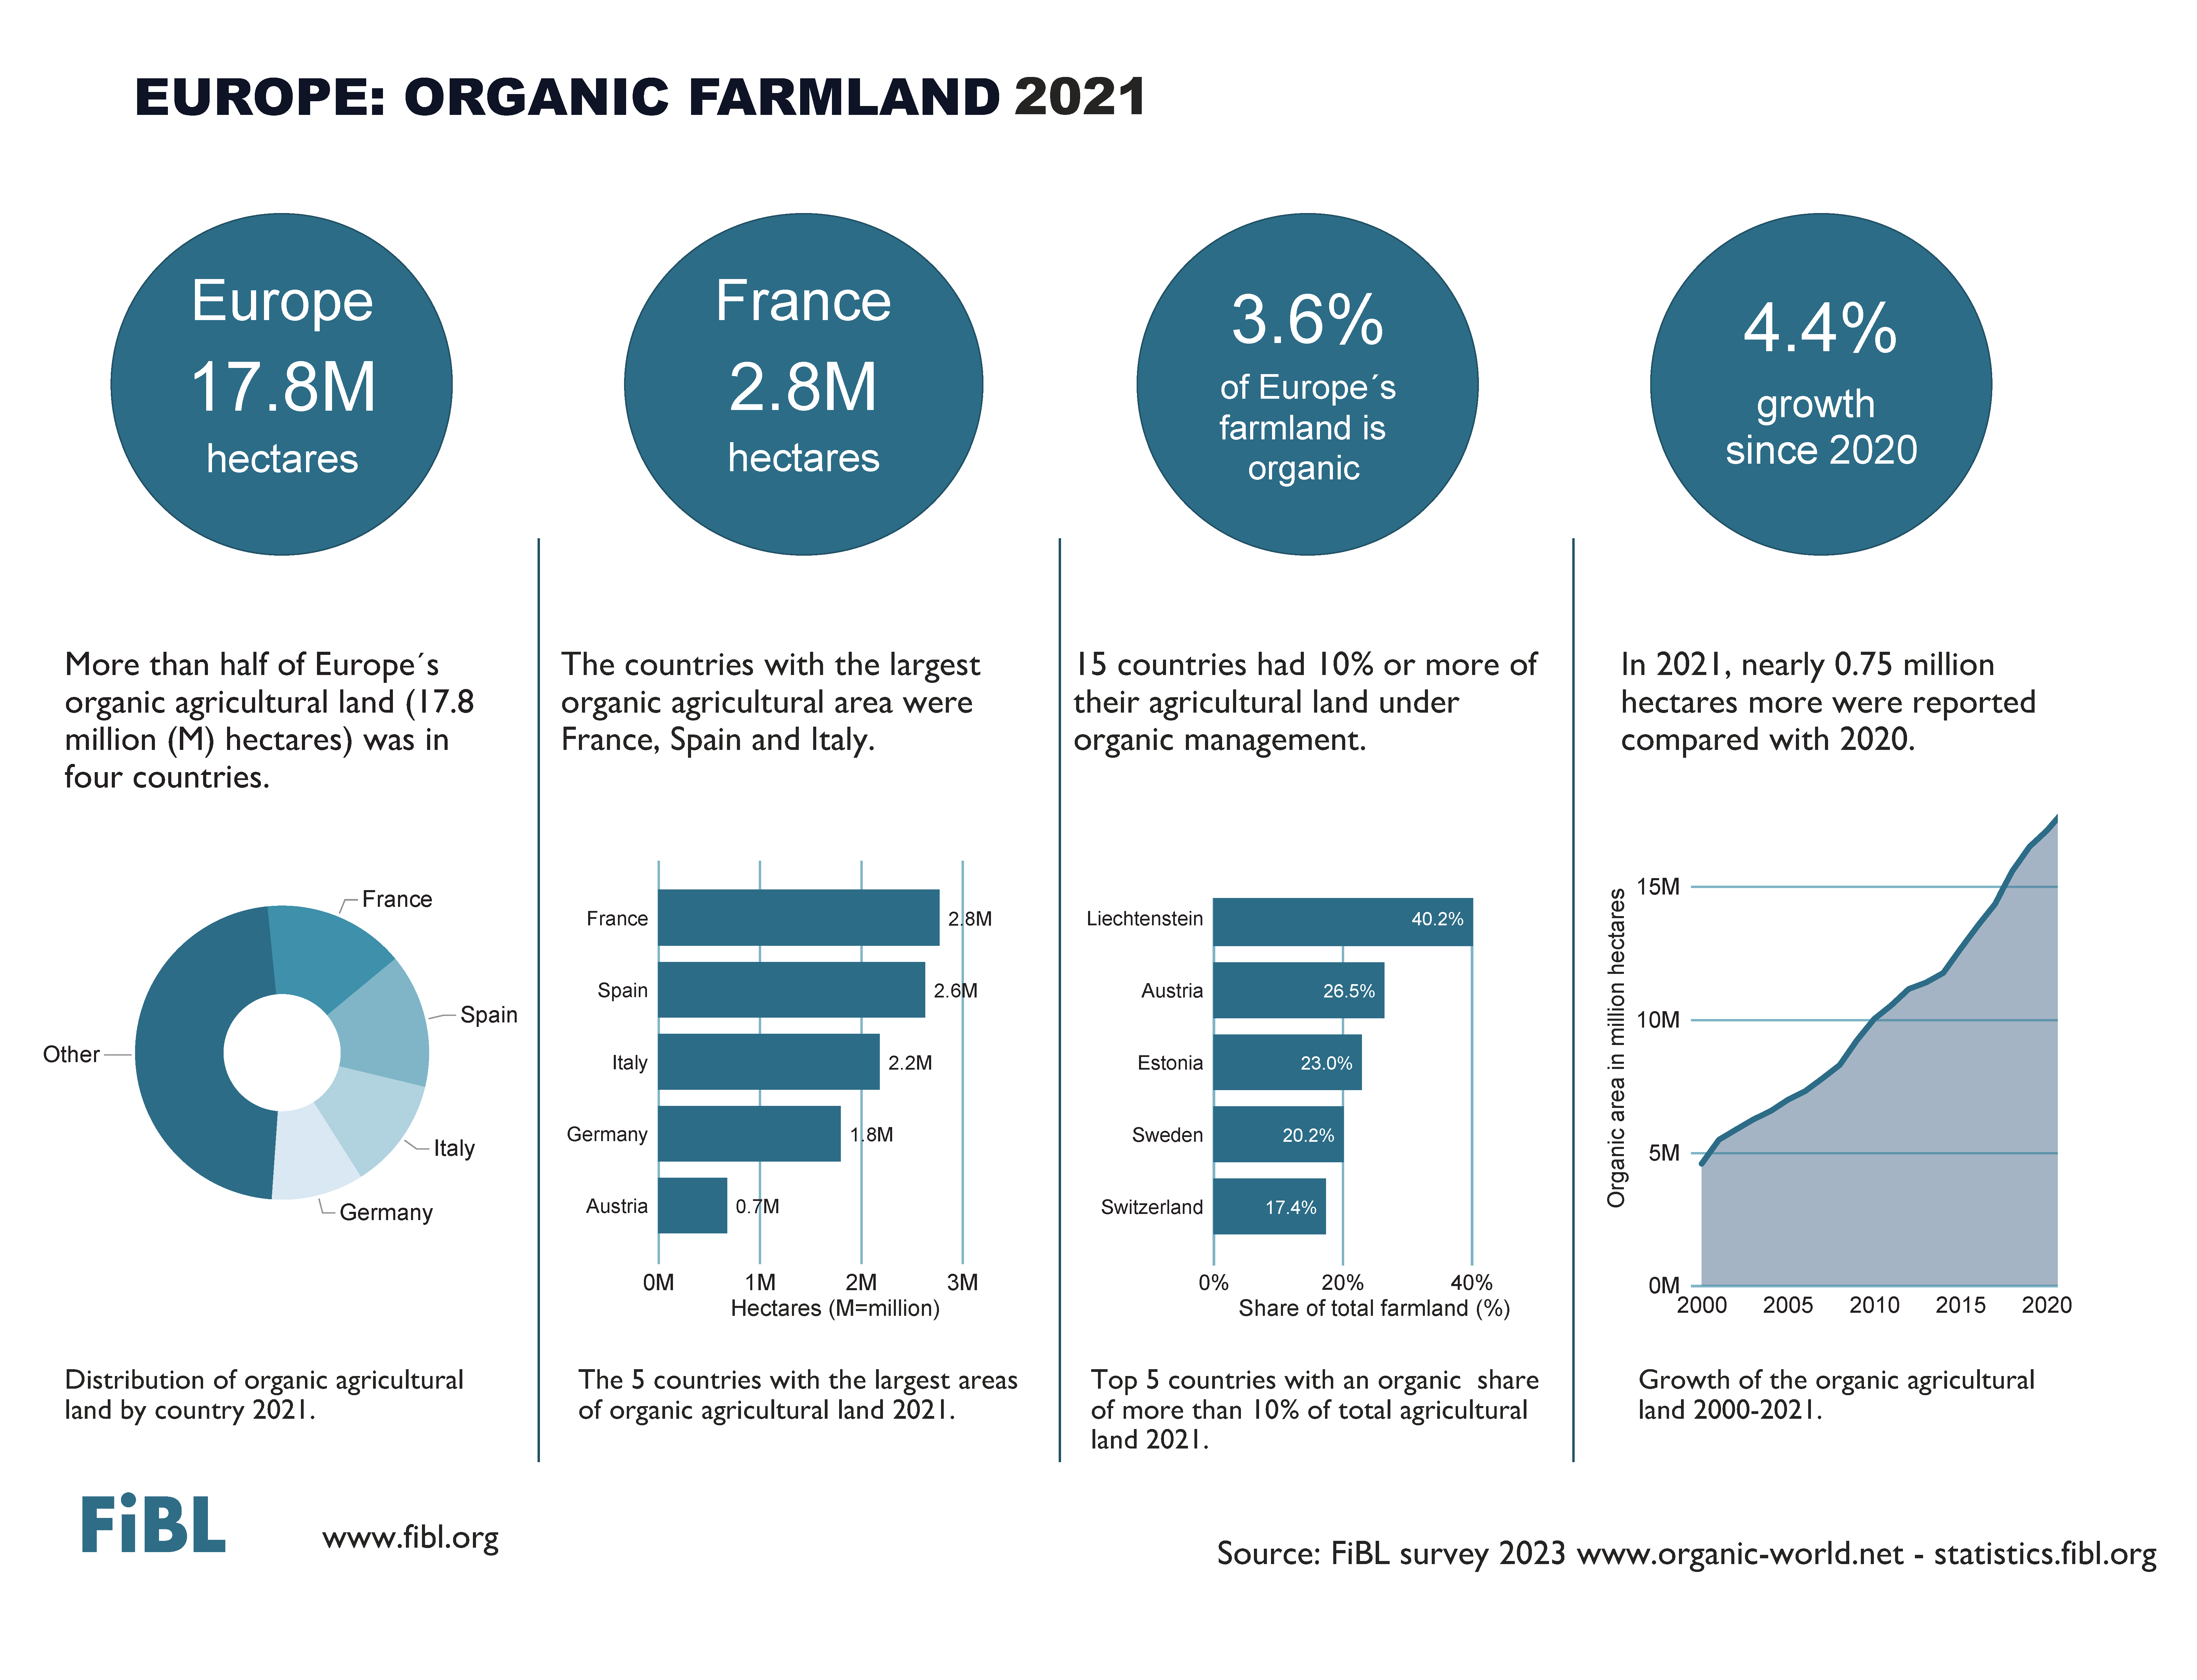 EUROPE: ORGANIC FARMLAND 2021
Europe
17.8M
hectares
France
2.8M
hectares
3.6%
of Europe´s
farmland is
organic
4.4%
growth
since 2020
More than half of Europe´s
organic agricultural land (17.8
million (M) hectares) was in
four countries.
The countries with the largest
organic agricultural area were
France, Spain and Italy.
15 countries had 10% or more of
their agricultural land under
organic management.
In 2021, nearly 0.75 million
hectares more were reported
compared with 2020.
France
Spain
Italy
Germany
Other
France 2.8M
Spain 2.6M
Italy 2.2M
Germany 1.8M
Austria 0.7M
0M 1M 2M 3M
Hectares (M=million)
Liechtenstein 40.2%
Austria 26.5%
Estonia 23.0%
Sweden 20.2%
Switzerland 17.4%
0% 20% 40%
Share of total farmland (%)
Organic area in million hectares
15M
10M
5M
0M
2000 2005 2010 2015 2020
Distribution of organic agricultural
land by country 2021.
The 5 countries with the largest areas
of organic agricultural land 2021.
Top 5 countries with an organic share
of more than 10% of total agricultural
land 2021.
Growth of the organic agricultural
land 2000-2021.
FiBL
www.fibl.org
Source: FiBL survey 2023 www.organic-world.net - statistics.fibl.org